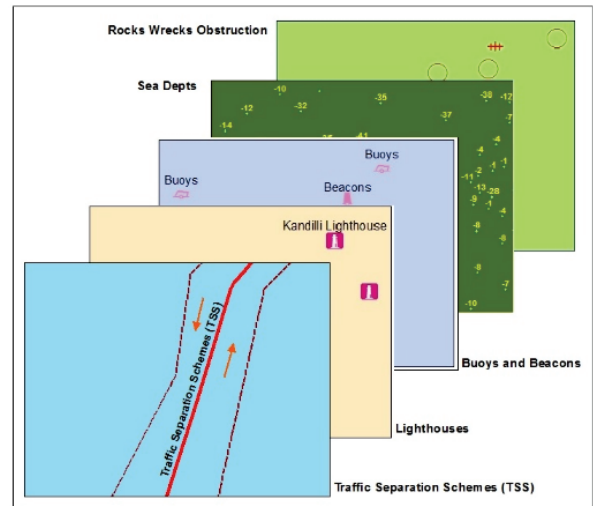 Rocks Wrecks Obstruction
Sea Depts
-10
-35
-30
-12
-12
-32
-37
-7
-14
-41
-4
-4
-1
-1
-11
-2
-13
-28
-9
-1
-4
-8
-8
-8
-7
-10
Buoys
Buoys
Beacons
Kandilli Lighthouse
Traffic Separation Schemes (TSS)
Buoys and Beacons
Lighthouses
Traffic Separation Schemes (TSS)